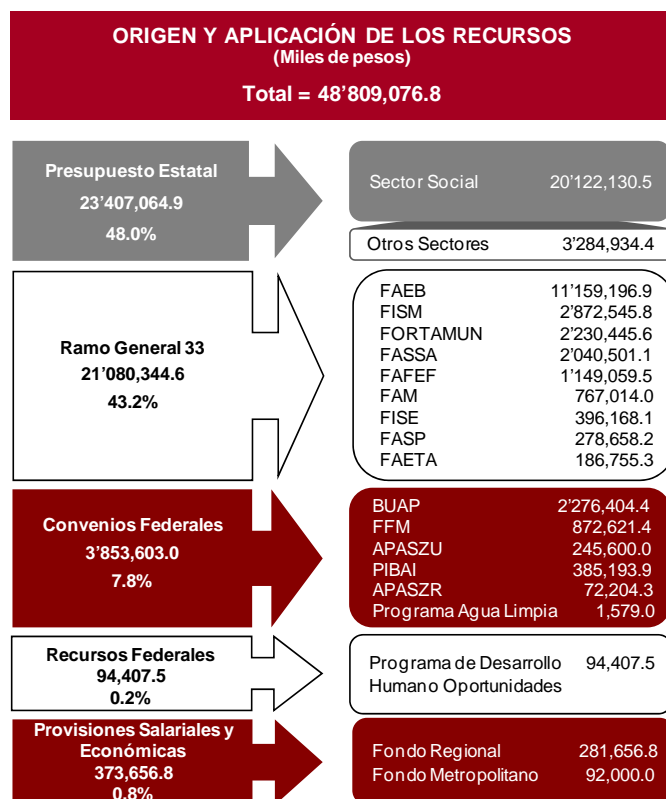 ORIGEN Y APLICACIÓN DE LOS RECURSOS
(Miles de pesos)
Total = 48’809,076.8
Presupuesto Estatal
23’407,064.9
48.0%
Sector Social 20’122,130.5
Otros Sectores 3’284,934.4
Ramo General 33
21’080,344.6
43.2%
FAEB 11’159,196.9
FISM 2’872,545.8
FORTAMUN 2’230,445.6
FASSA 2’040,501.1
FAFEF 1’149,059.5
FAM 767,014.0
FISE 396,168.1
FASP 278,658.2
FAETA 186,755.3
Convenios Federales
3’853,603.0
7.8%
BUAP 2’276,404.4
FFM 872,621.4
APASZU 245,600.0
PIBAI 385,193.9
APASZR 72,204.3
Programa Agua Limpia 1,579.0
Recursos Federales
94,407.5
0.2%
Programa de Desarrollo 94,407.5
Humano Oportunidades
Provisiones Salariales y
Económicas
373,656.8
0.8%
Fondo Regional 281,656.8
Fondo Metropolitano 92,000.0